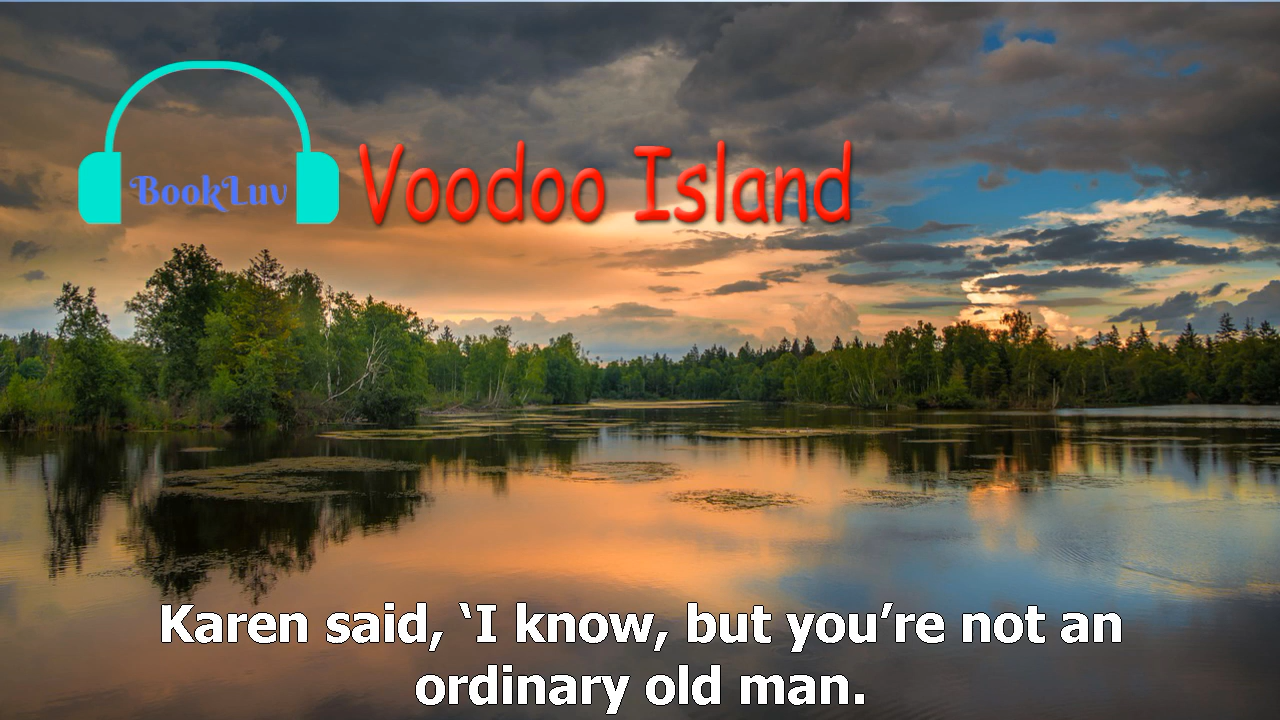 BookLuv
Voodoo Island
Karen said, ‘I know, but you’re not an
ordinary old man.